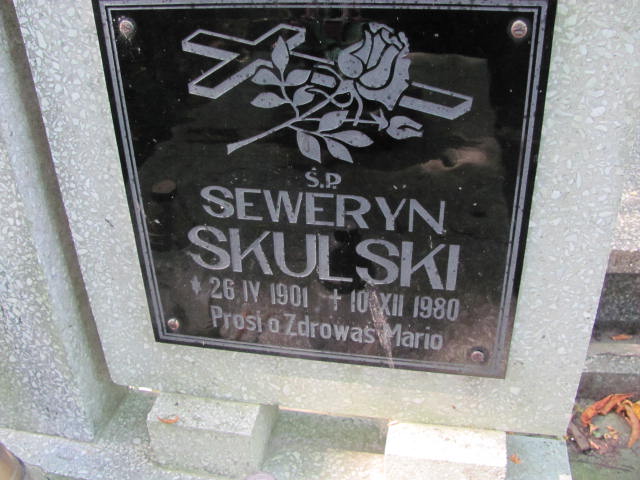 Ś.P.
SEWERYN
SKULSKI
* 26 IV 1901 + 10 XII 1980
Prosi o Zdrowaś Mario